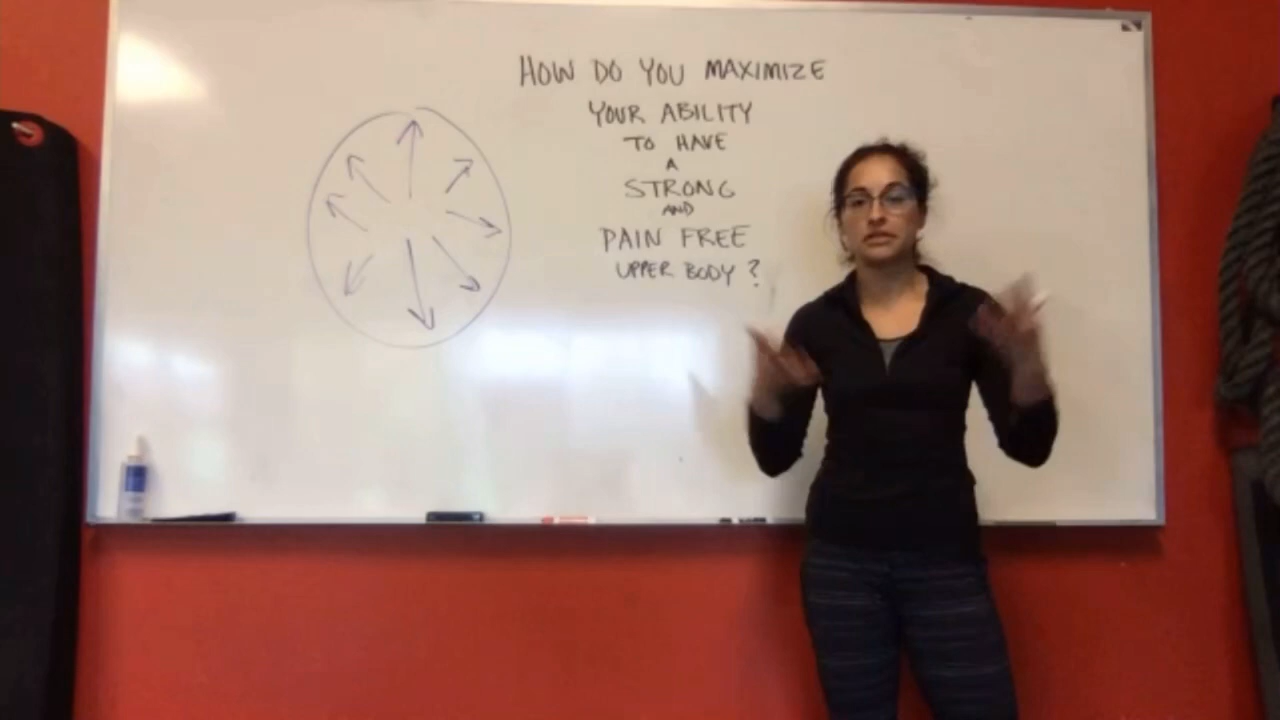 HOW DO YOU MAXIMIZE
YOUR ABILITY
TO HAVE
A
STRONG
AND
PAIN FREE
UPPER BODY?